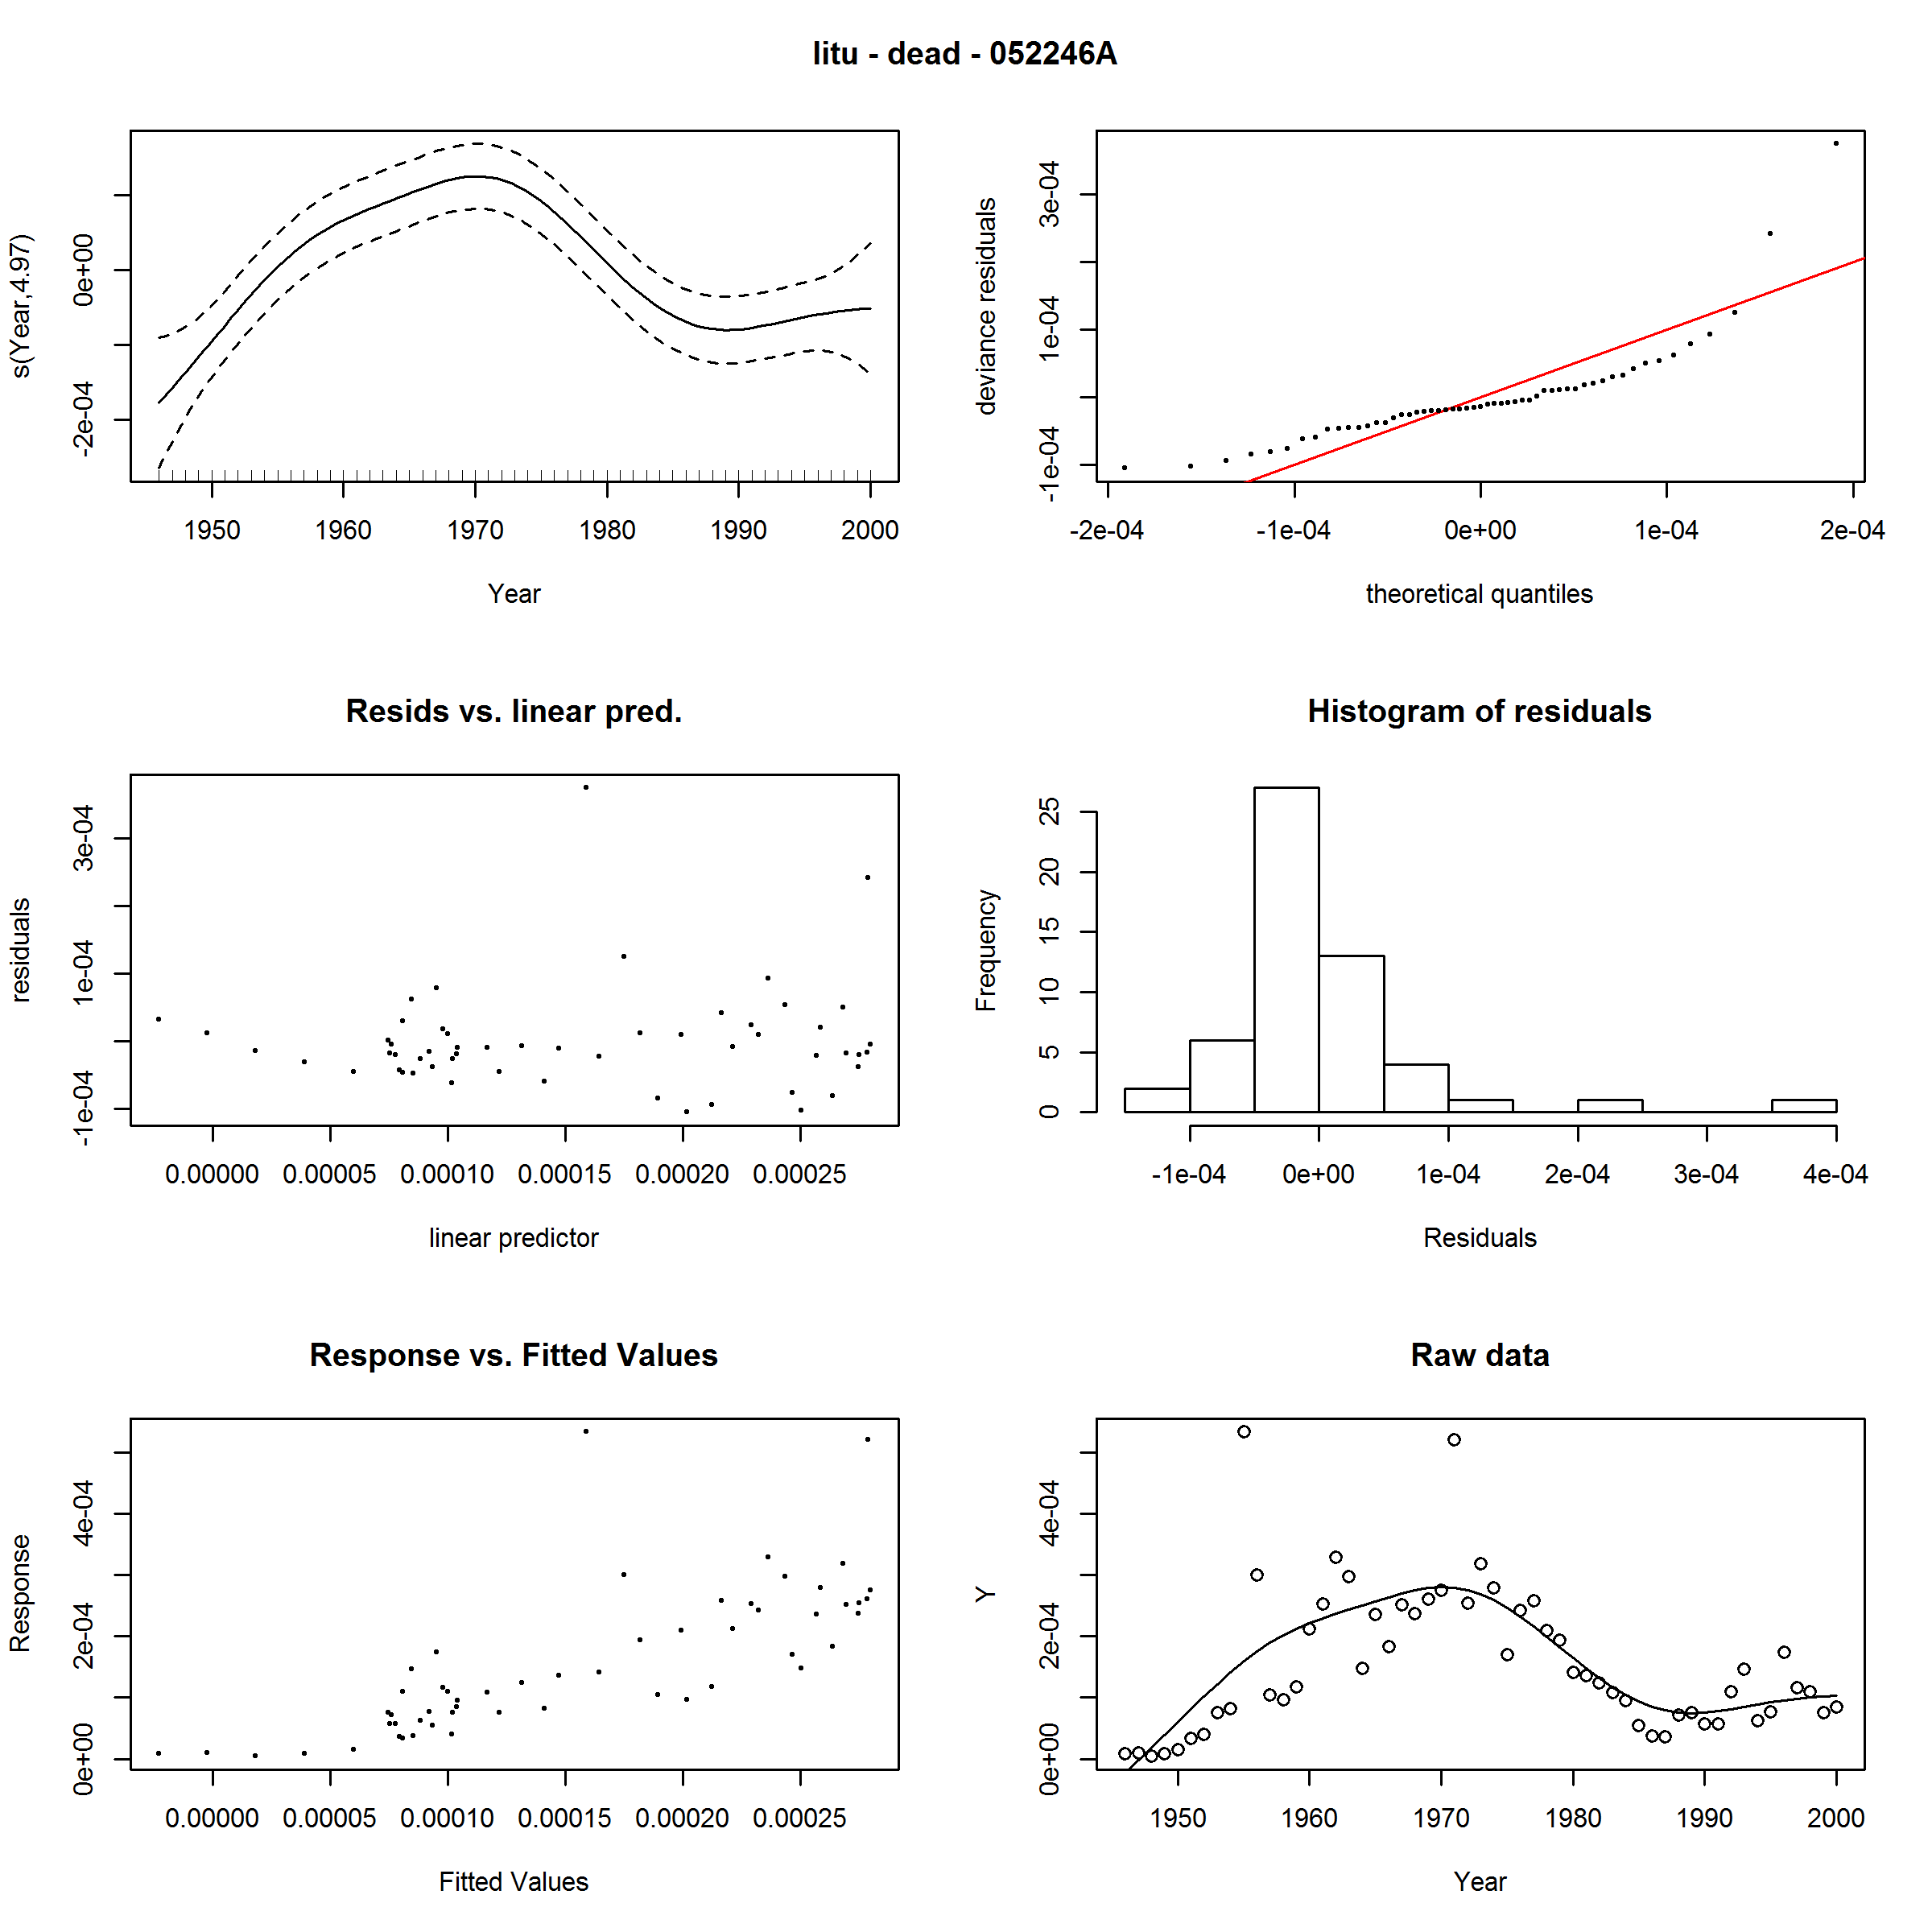 litu - dead - 052246A
s(Year,4.97)
-2e-04
0e+00
1950 1960 1970 1980 1990 2000
Year
deviance residuals
-1e-04 1e-04 3e-04
-2e-04 -1e-04 0e+00 1e-04 2e-04
theoretical quantiles
Resids vs. linear pred.
residuals
-1e-04 1e-04 3e-04
0.00000 0.00005 0.00010 0.00015 0.00020 0.00025
linear predictor
Histogram of residuals
Frequency
0 5 10 15 20 25
-1e-04 0e+00 1e-04 2e-04 3e-04 4e-04
Residuals
Response vs. Fitted Values
Response
0e+00 2e-04 4e-04
0.00000 0.00005 0.00010 0.00015 0.00020 0.00025
Fitted Values
Raw data
Y
0e+00 2e-04 4e-04
1950 1960 1970 1980 1990 2000
Year